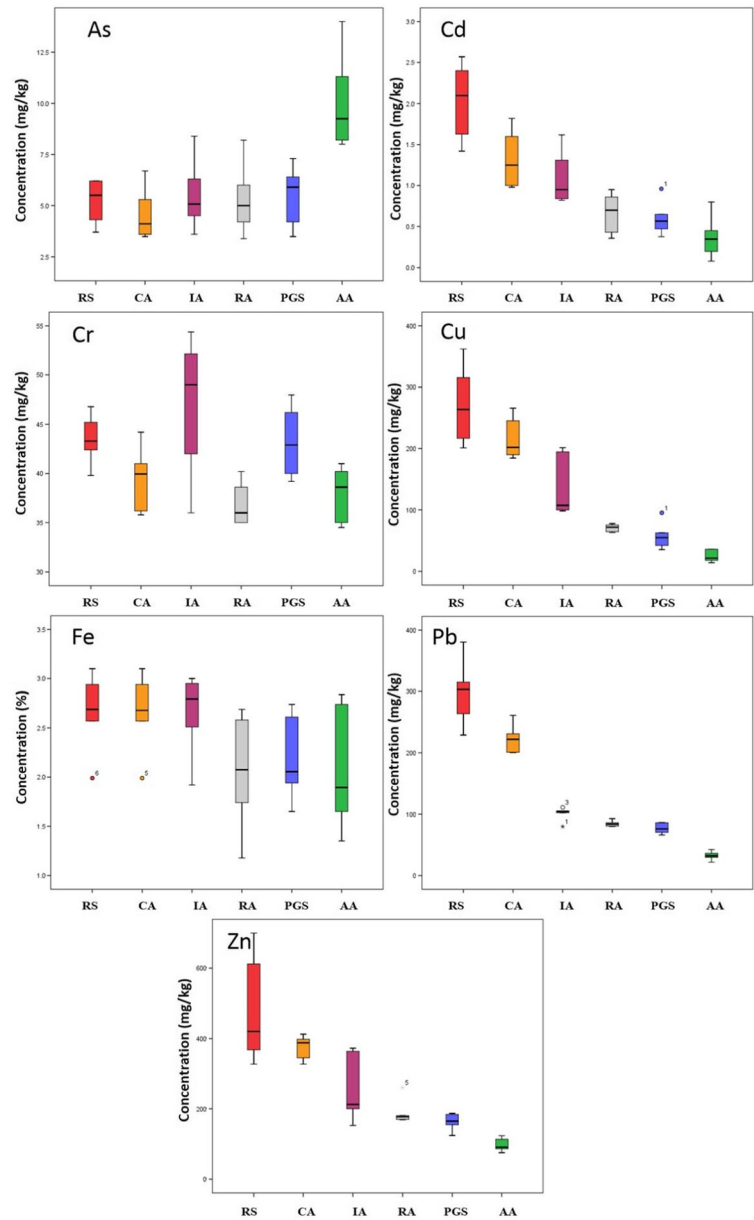 As
Concentration (mg/kg)
12.5
10.0
7.5
5.0
2.5
RS CA IA RA PGS AA
Cd
Concentration (mg/kg)
3.0
2.5
2.0
1.5
1.0
0.5
0.0
1
RS CA IA RA PGS AA
Cr
Concentration (mg/kg)
55
50
45
40
35
30
RS CA IA RA PGS AA
Cu
Concentration (mg/kg)
400
300
200
100
0
1
RS CA IA RA PGS AA
Fe
Concentration (%)
3.5
3.0
2.5
2.0
1.5
1.0
6
5
RS CA IA RA PGS AA
Pb
Concentration (mg/kg)
400
300
200
100
0
3
1
RS CA IA RA PGS AA
Zn
Concentration (mg/kg)
600
400
200
0
5
RS CA IA RA PGS AA